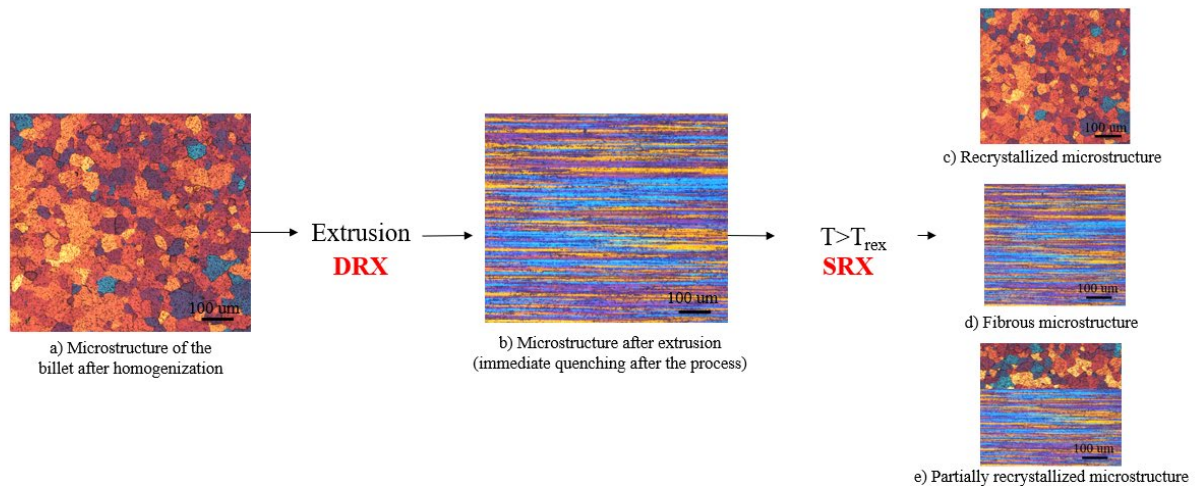 100 um
a) Microstructure of the
billet after homogenization
Extrusion
DRX
100 um
b) Microstructure after extrusion
(immediate quenching after the process)
T>Trex
SRX
100 um
c) Recrystallized microstructure
100 um
d) Fibrous microstructure
100 um
e) Partially recrystallized microstructure